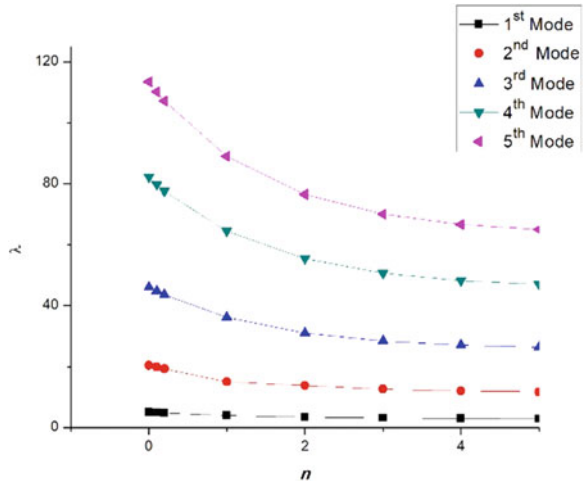 1st Mode
2nd Mode
3rd Mode
4th Mode
5th Mode
120
80
40
0
λ
0
2
4
n